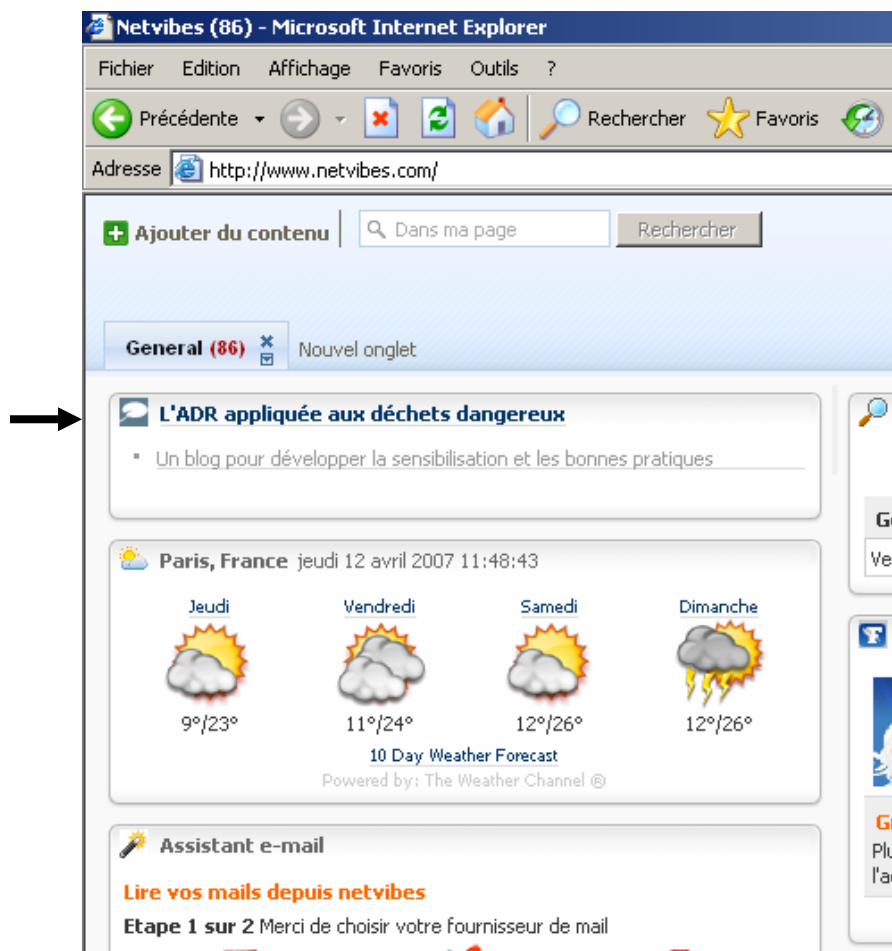 Netvibes (86) - Microsoft Internet Explorer
Fichier Edition Affichage Favoris Outils ?
Précédente Rechercher Favoris
Adresse http://www.netvibes.com/
Ajouter du contenu Dans ma page Rechercher
General (86) Nouvel onglet
L'ADR appliquée aux déchets dangereux
Un blog pour développer la sensibilisation et les bonnes pratiques
Paris, France jeudi 12 avril 2007 11:48:43
Jeudi Vendredi Samedi Dimanche
9°/23° 11°/24° 12°/26° 12°/26°
10 Day Weather Forecast
Powered by: The Weather Channel ®
Assistant e-mail
Lire vos mails depuis netvibes
Etape 1 sur 2 Merci de choisir votre fournisseur de mail